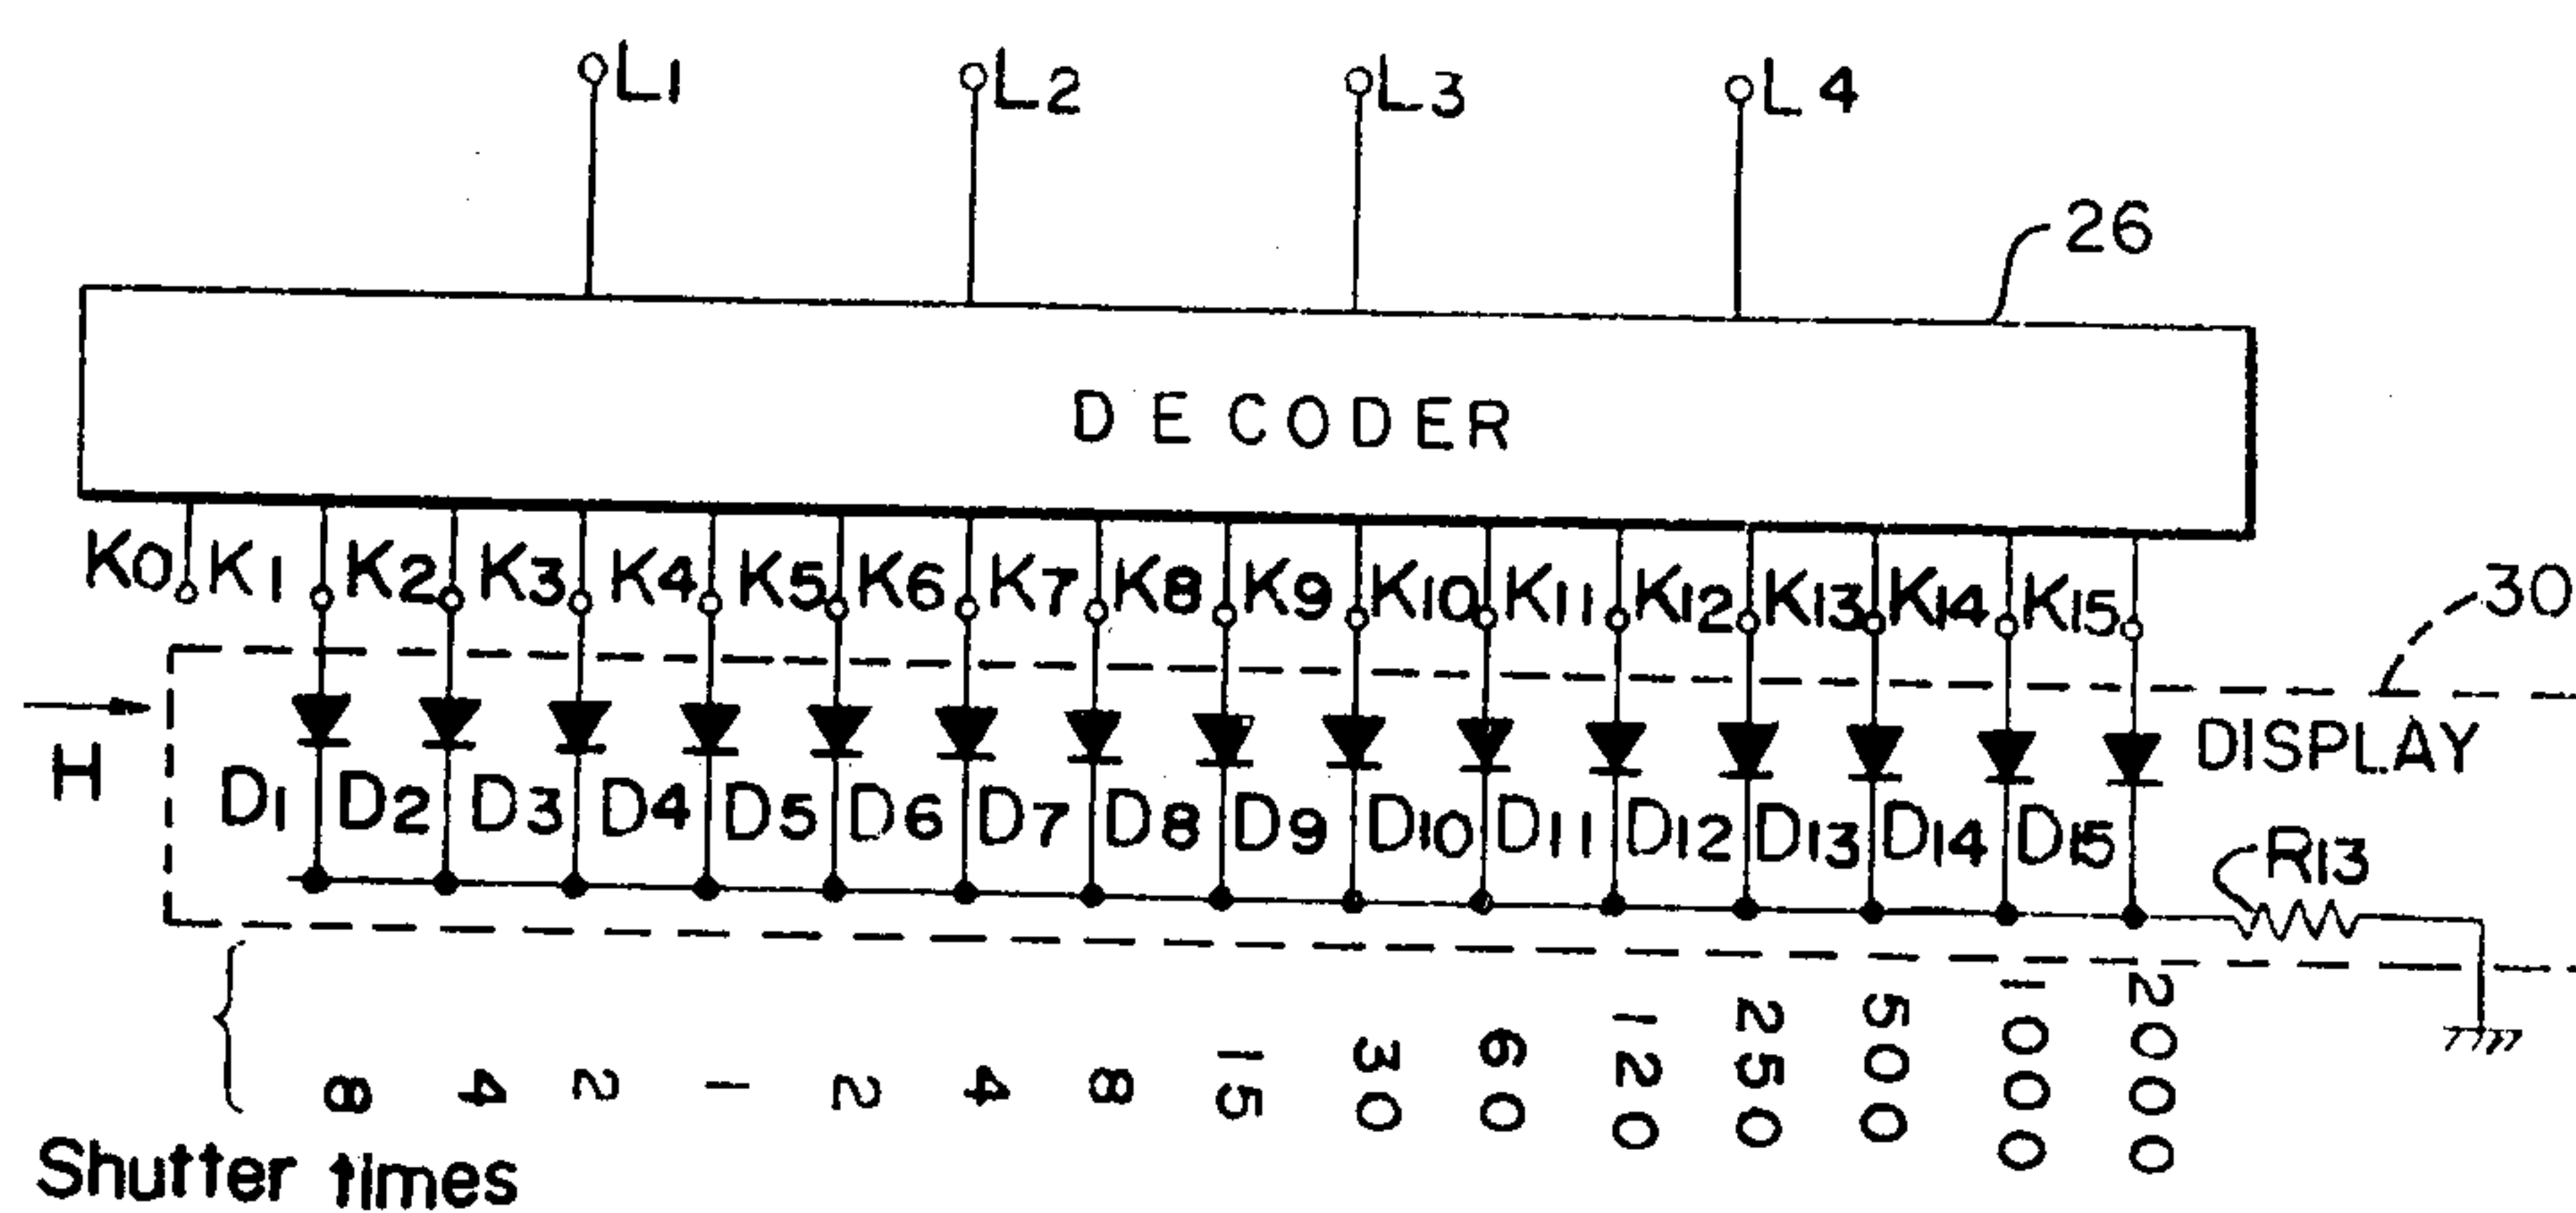 L1 L2 L3 L4
26
DECODER
K0 K1 K2 K3 K4 K5 K6 K7 K8 K9 K10 K11 K12 K13 K14 K15
30
H
DISPLAY
D1 D2 D3 D4 D5 D6 D7 D8 D9 D10 D11 D12 D13 D14 D15
R13
8 4 2 1 2 4 8 15 30 60 120 250 500 1000 2000
Shutter times